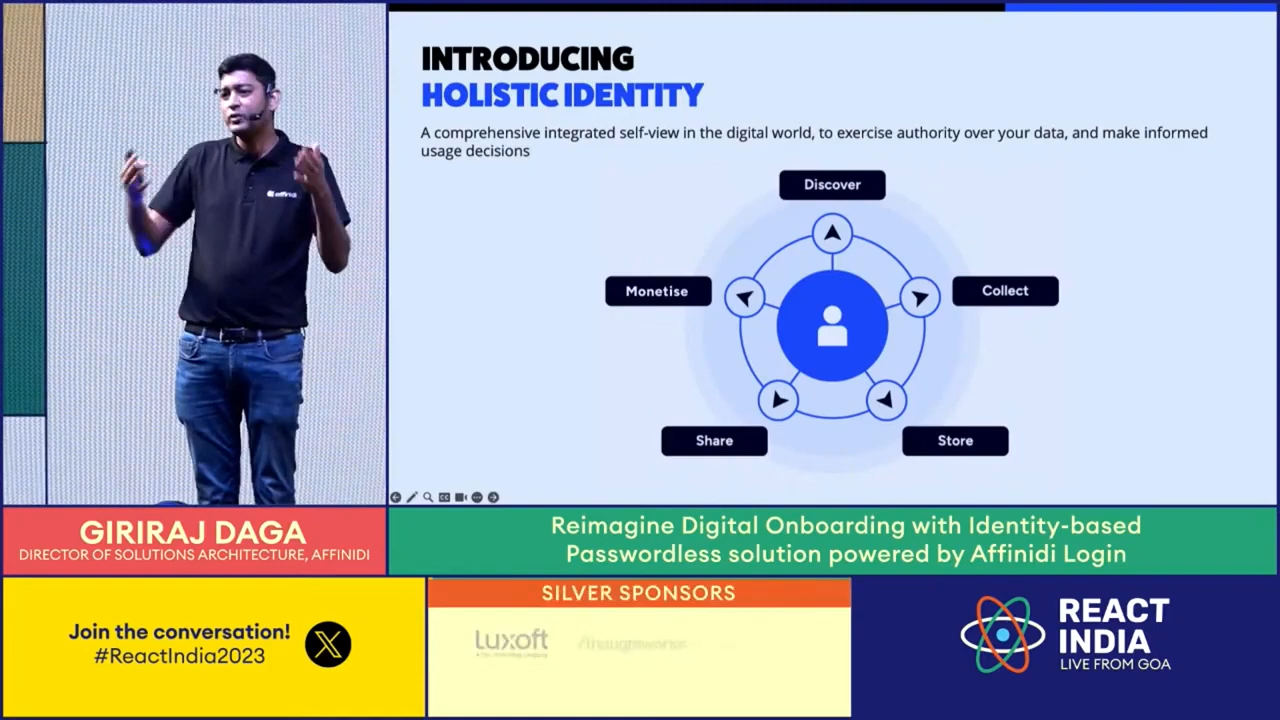 INTRODUCING
HOLISTIC IDENTITY
A comprehensive integrated self-view in the digital world, to exercise authority over your data, and make informed
usage decisions
Discover
Monetise
Collect
Share
Store
affinidi
GIRIRAJ DAGA
DIRECTOR OF SOLUTIONS ARCHITECTURE, AFFINIDI
Reimagine Digital Onboarding with Identity-based
Passwordless solution powered by Affinidi Login
Join the conversation!
#ReactIndia2023
SILVER SPONSORS
Luxoft
/thoughtworks
REACT
INDIA
LIVE FROM GOA